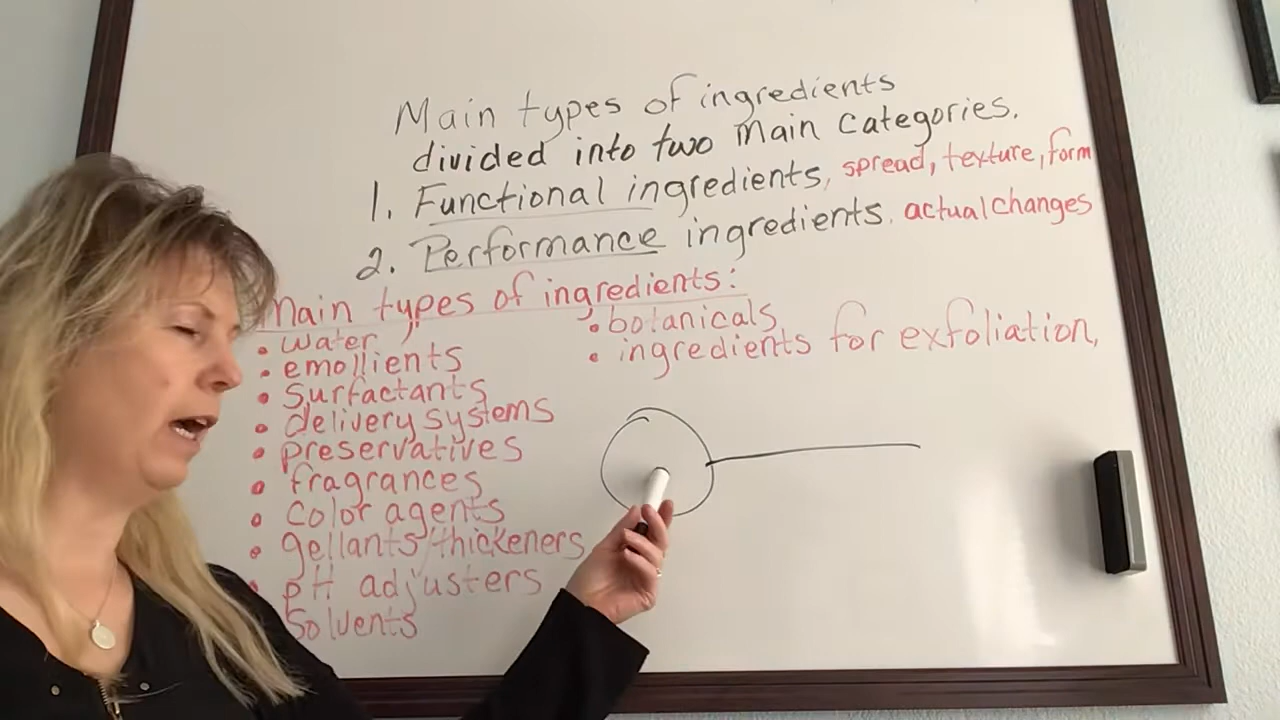 Main types of ingredients
divided into two main categories.
1. Functional ingredients, spread, texture, form
2. Performance ingredients. actual changes
Main types of ingredients:
• water
• emollients
• surfactants
• delivery systems
• preservatives
• fragrances
• color agents
• gellants/thickeners
• pH adjusters
Solvents
• botanicals
• ingredients for exfoliation,